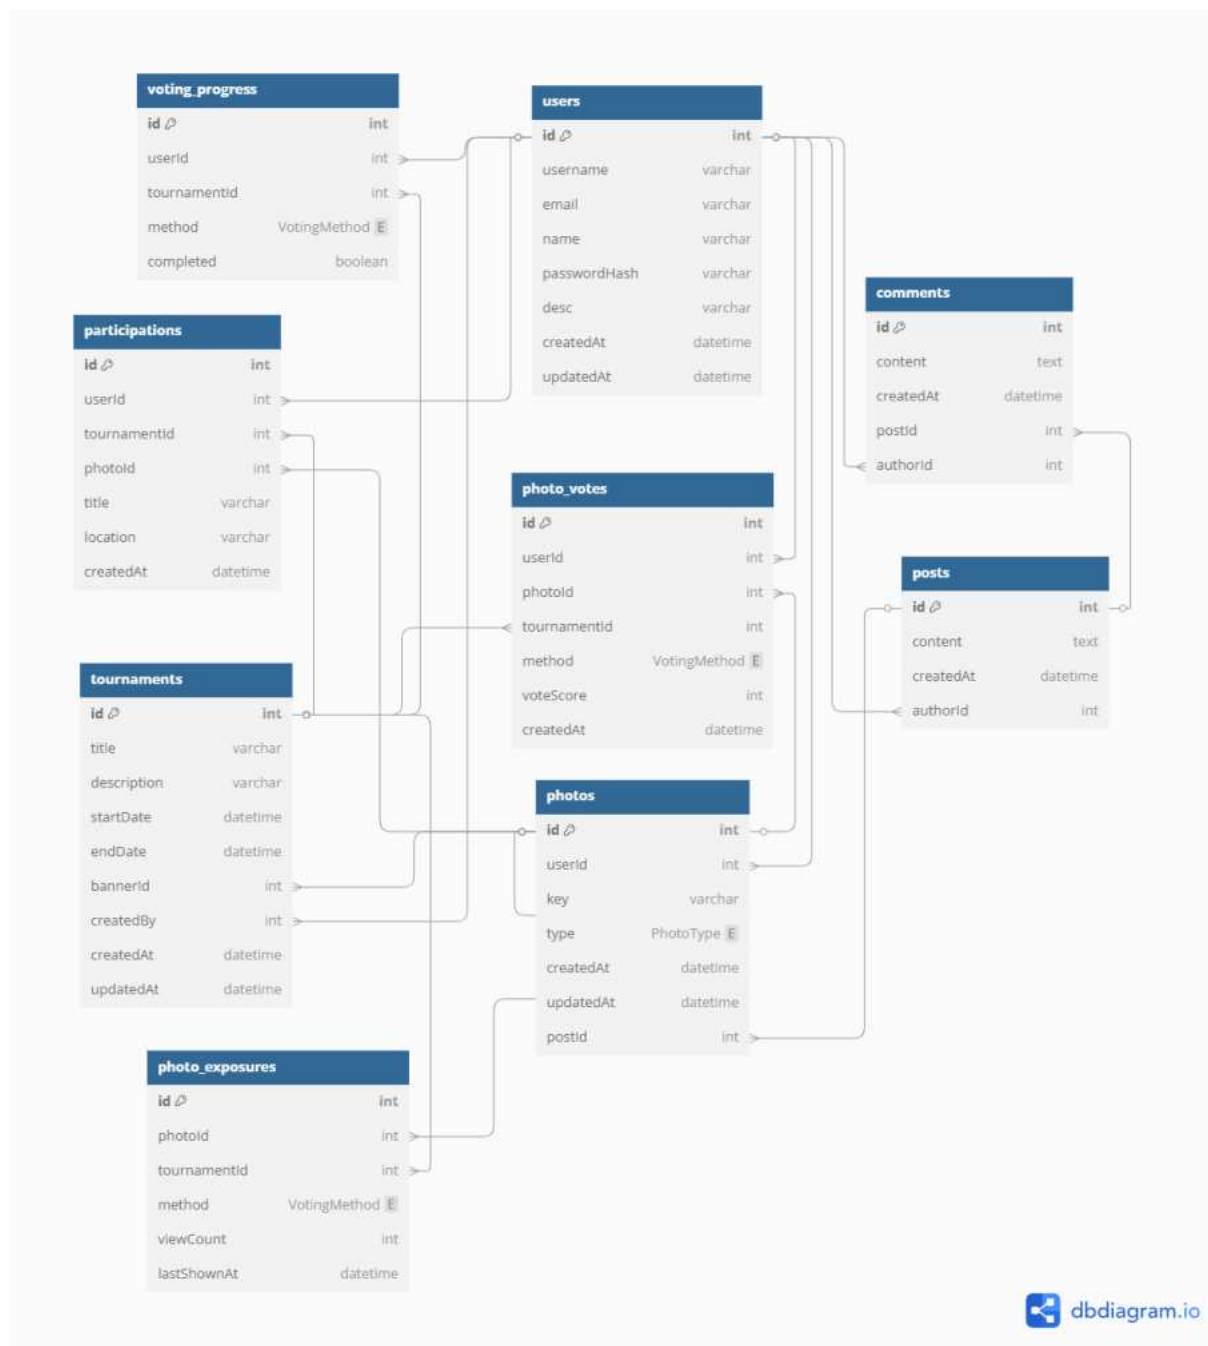 voting_progress
id int
userId int
tournamentId int
method VotingMethod E
completed boolean
users
id int
username varchar
email varchar
name varchar
passwordHash varchar
desc varchar
createdAt datetime
updatedAt datetime
comments
id int
content text
createdAt datetime
postId int
authorId int
participations
id int
userId int
tournamentId int
photoId int
title varchar
location varchar
createdAt datetime
photo_votes
id int
userId int
photoId int
tournamentId int
method VotingMethod E
voteScore int
createdAt datetime
posts
id int
content text
createdAt datetime
authorId int
tournaments
id int
title varchar
description varchar
startDate datetime
endDate datetime
bannerId int
createdBy int
createdAt datetime
updatedAt datetime
photos
id int
userId int
key varchar
type PhotoType E
createdAt datetime
updatedAt datetime
postId int
photo_exposures
id int
photoId int
tournamentId int
method VotingMethod E
viewCount int
lastShownAt datetime
dbdiagram.io